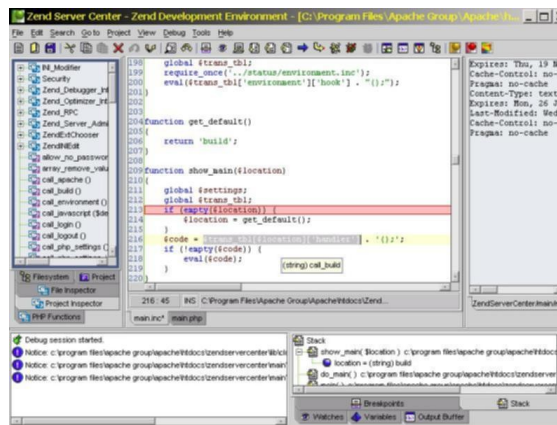 Zend Server Center - Zend Development Environment - [C:\Program Files\Apache Group\Apache\h...
File Edit Search Go to Project View Debug Tools Help
INI_Modifier
Security
Zend_Debugger_Int
Zend_Optimizer_Int
Zend_RPC
Zend_Server_Admi
ZendExtChooser
ZendINIEdit
allow_no_passwor
array_remove_valu
call_apache ()
call_build ()
call_environment ()
call_javascript ($de
call_login ()
call_logout ()
call_php_settings (
Filesystem Project
File Inspector
Project Inspector
PHP Functions
198 global $trans_tbl;
199 require_once('../status/environment.inc');
200 eval($trans_tbl['environment']['hook'] . "();");
201 }
202
203
204 function get_default()
205 {
206 return 'build';
207 }
208
209 function show_main($location)
210 {
211 global $settings;
212 global $trans_tbl;
213 if (empty($location)) {
214 $location = get_default();
215 }
216 $code = $trans_tbl[$location]['handler'] . '();';
217 if (!empty($code)) {
218 eval($code);
219 }
220 }
(string) call_build
216 : 45 INS C:\Program Files\Apache Group\Apache\htdocs\Zend...
main.inc* main.php
Expires: Thu, 19 N
Cache-Control: no-
Pragma: no-cache
Content-Type: text
Expires: Mon, 26 J
Last-Modified: Wed
Cache-Control: no-
Pragma: no-cache
/ZendServerCenter/main/
Debug session started.
Notice: c:\program files\apache group\apache\htdocs\zendservercenter\lib\cl
Notice: c:\program files\apache group\apache\htdocs\zendservercenter\main\
Notice: c:\program files\apache group\apache\htdocs\zendservercenter\main\
Stack
show_main( $location ) c:\program files\apache group\apache\htdocs
location = (string) build
do_main( ) c:\program files\apache group\apache\htdocs\zendserver
Breakpoints Stack
Watches Variables Output Buffer